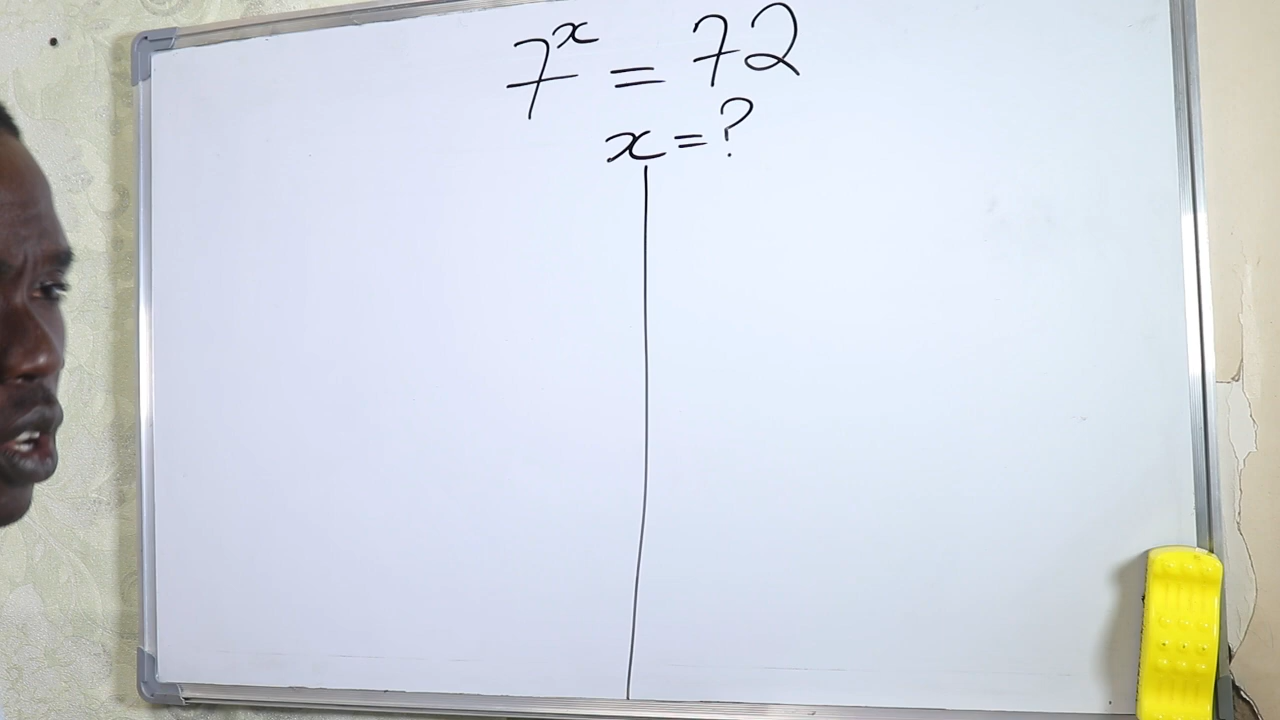 7^x = 72
x = ?